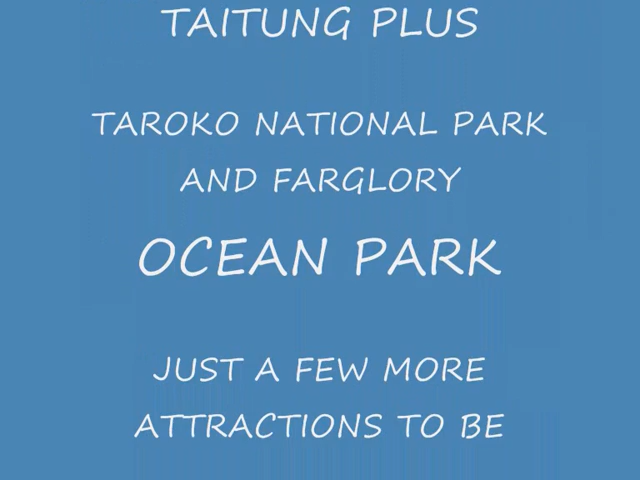 TAITUNG PLUS
TAROKO NATIONAL PARK
AND FARGLORY
OCEAN PARK
JUST A FEW MORE
ATTRACTIONS TO BE